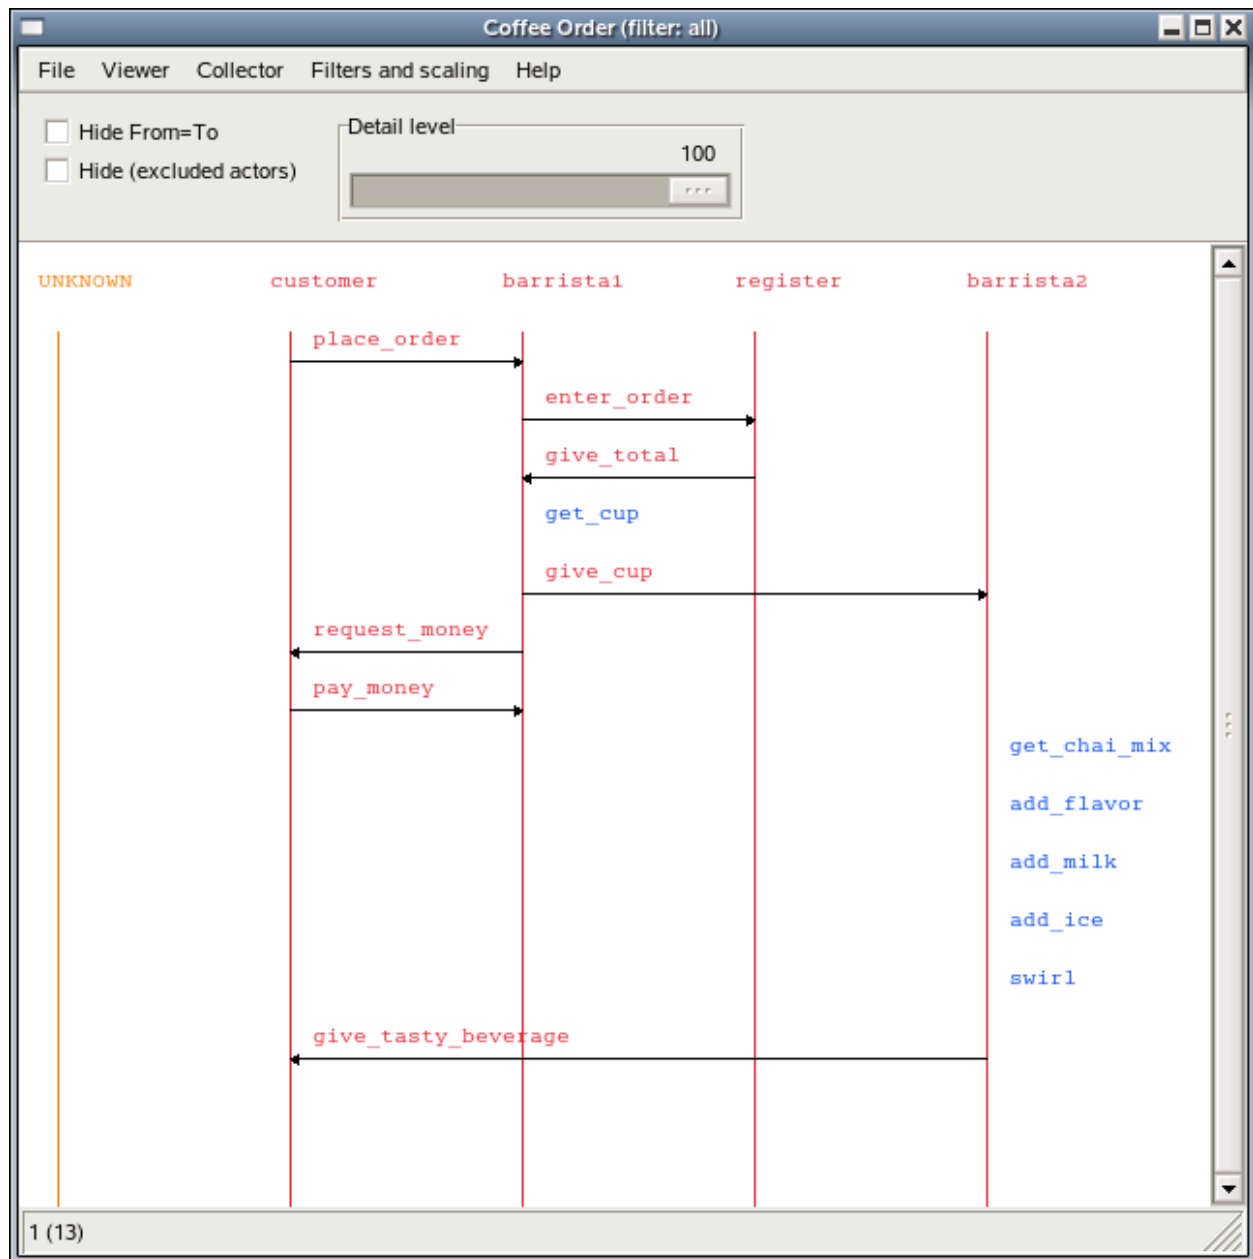 Coffee Order (filter: all)
File Viewer Collector Filters and scaling Help
Hide From=To
Hide (excluded actors)
Detail level
100
UNKNOWN customer barrista1 register barrista2
place_order
enter_order
give_total
get_cup
give_cup
request_money
pay_money
get_chai_mix
add_flavor
add_milk
add_ice
swirl
give_tasty_beverage
1 (13)